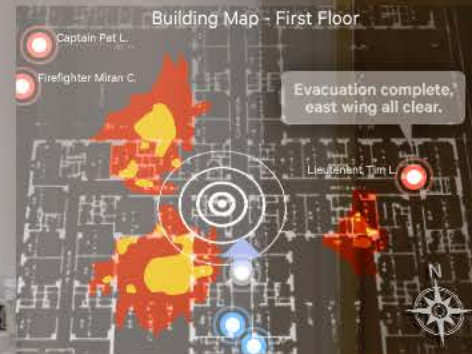 Building Map - First Floor
Captain Pat L.
Firefighter Miran C.
Evacuation complete,
east wing all clear.
Lieutenant Tim L.
N